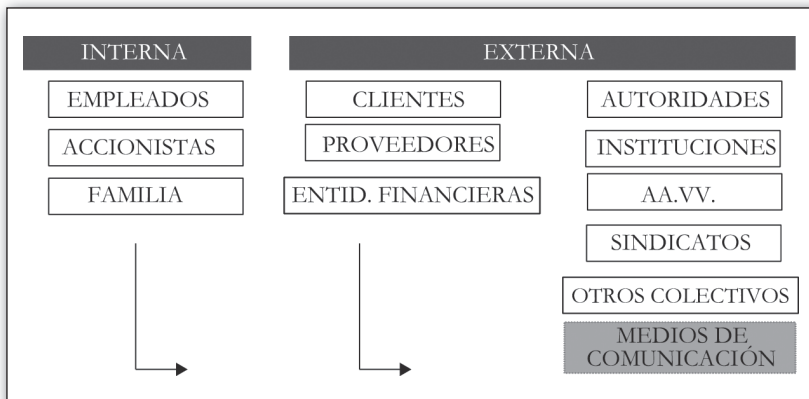 INTERNA
EMPLEADOS
ACCIONISTAS
FAMILIA
EXTERNA
CLIENTES
PROVEEDORES
ENTID. FINANCIERAS
AUTORIDADES
INSTITUCIONES
AA.VV.
SINDICATOS
OTROS COLECTIVOS
MEDIOS DE
COMUNICACIÓN